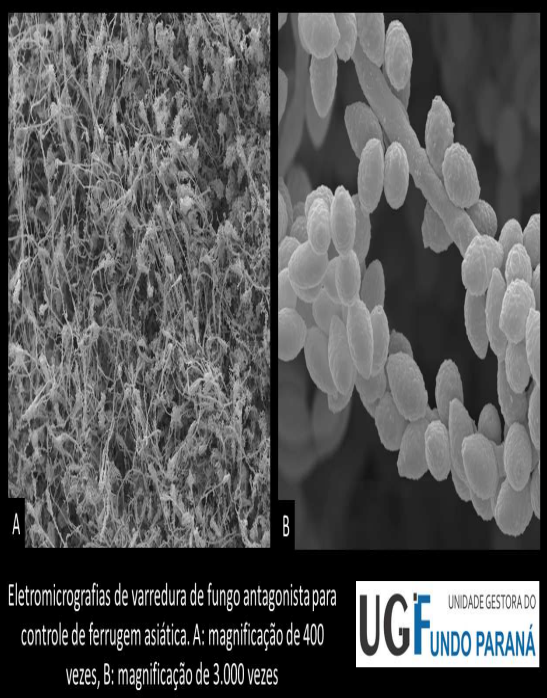 A
B
Eletromicrografias de varredura de fungo antagonista para
controle de ferrugem asiática. A: magnificação de 400
vezes, B: magnificação de 3.000 vezes
UGF UNIDADE GESTORA DO
FUNDO PARANÁ